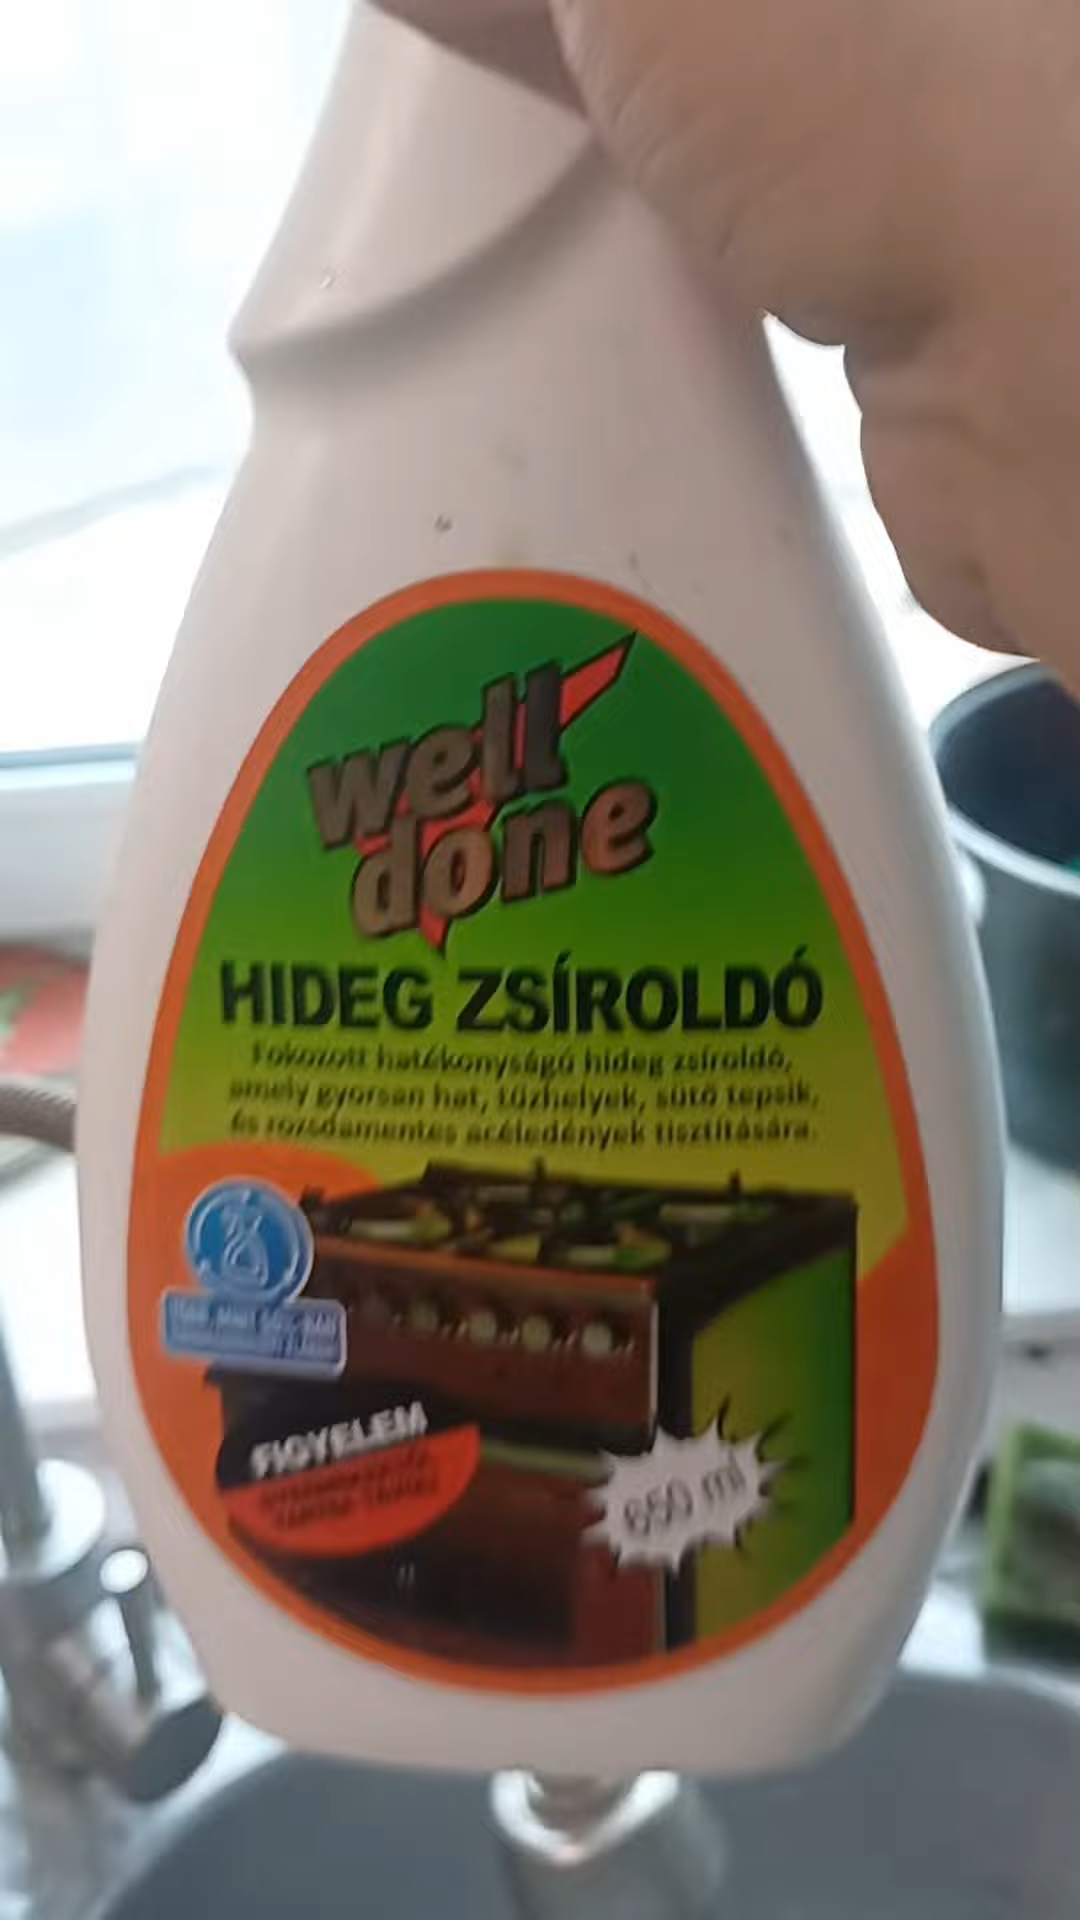 well
done
HIDEG ZSÍROLDÓ
Fokozott hatékonyságú hideg zsíroldó,
amely gyorsan hat, tűzhelyek, sütő tepsik,
és rozsdamentes acéledények tisztítására.
FIGYELEM
650 ml